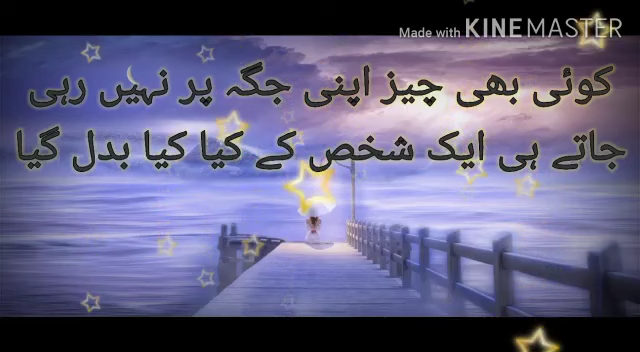 Made with KINEMASTER
کوئی بھی چیز اپنی جگہ پر نہیں رہی
جاتے ہی ایک شخص کے کیا کیا بدل گیا